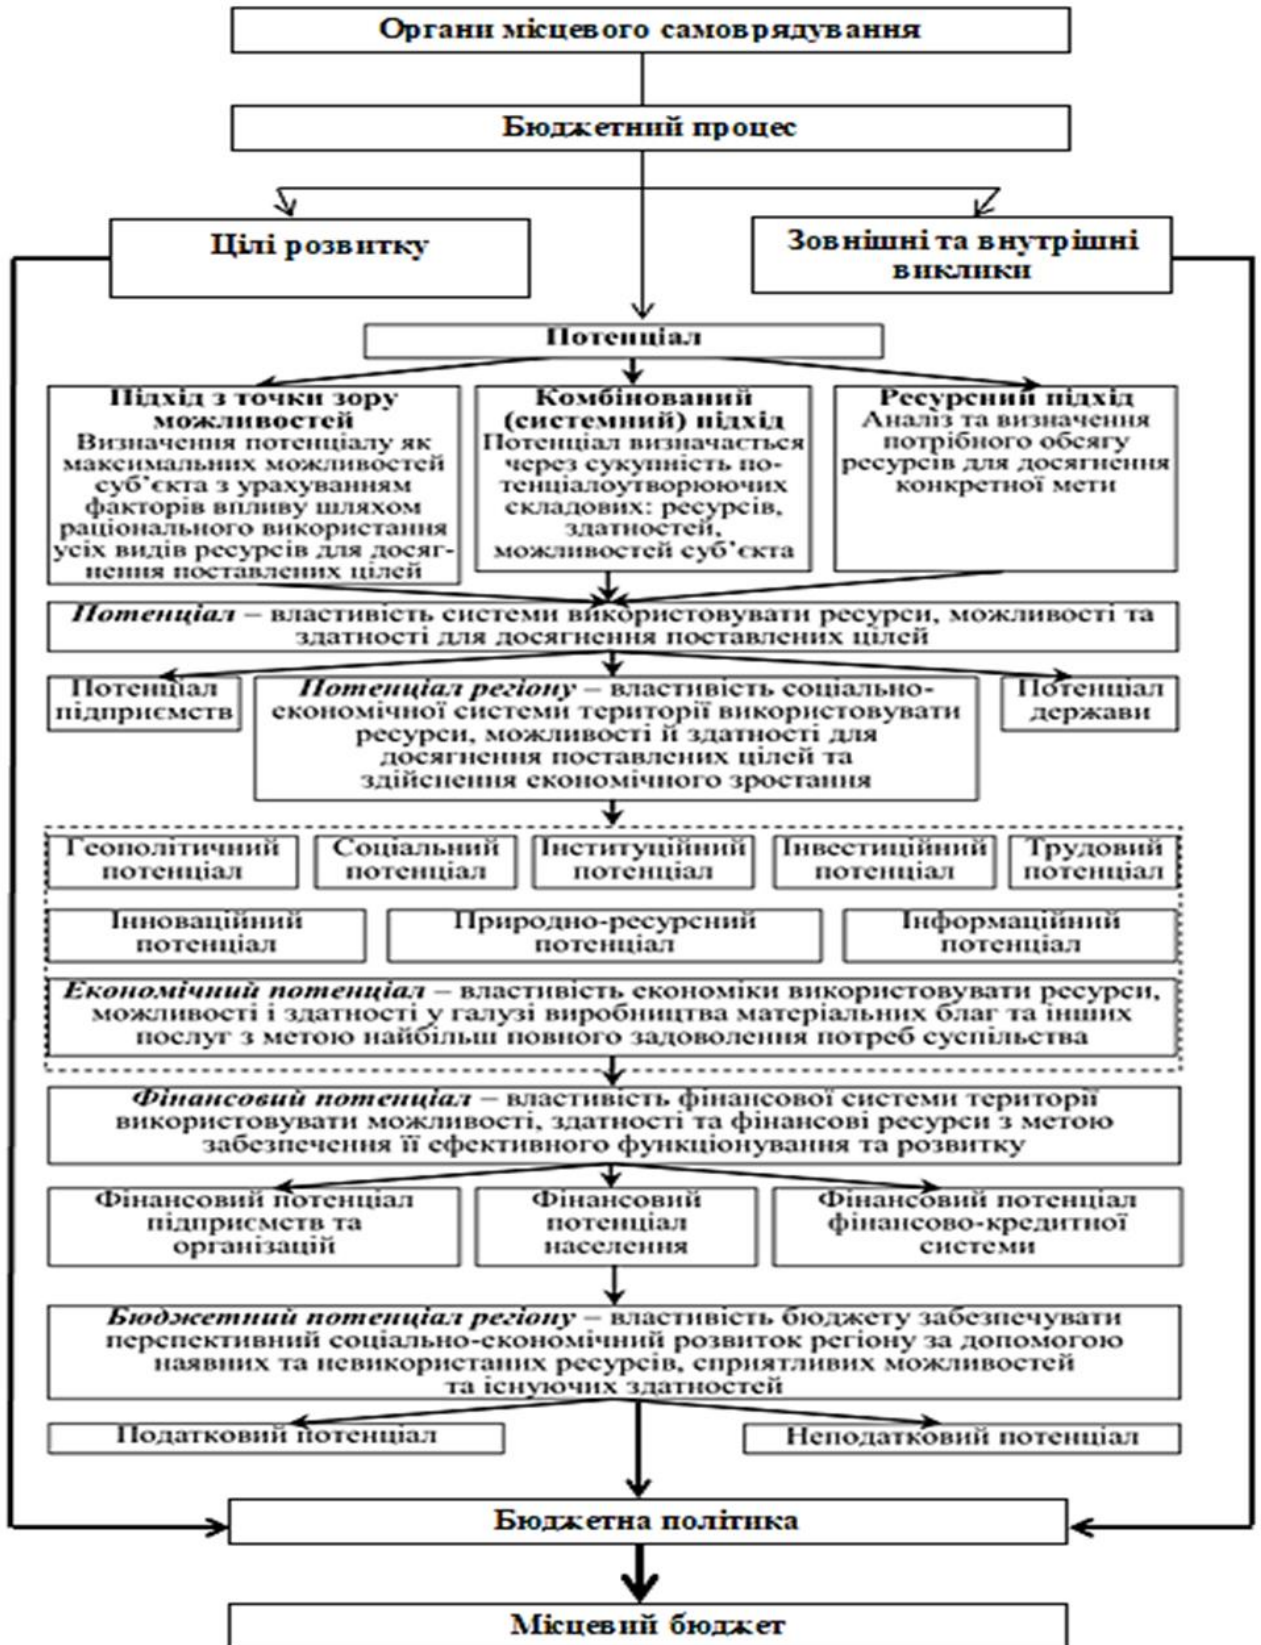 Органи місцевого самоврядування
Бюджетний процес
Цілі розвитку
Зовнішні та внутрішні
виклики
Потенціал
Підхід з точки зору
можливостей
Визначення потенціалу як
максимальних можливостей
суб’єкта з урахуванням
факторів впливу шляхом
раціонального використання
усіх видів ресурсів для досяг-
нення поставлених цілей
Комбінований
(системний) підхід
Потенціал визначається
через сукупність по-
тенціалоутворюючих
складових: ресурсів,
здатностей,
можливостей суб’єкта
Ресурсний підхід
Аналіз та визначення
потрібного обсягу
ресурсів для досягнення
конкретної мети
Потенціал – властивість системи використовувати ресурси, можливості та
здатності для досягнення поставлених цілей
Потенціал
підприємств
Потенціал регіону – властивість соціально-
економічної системи території використовувати
ресурси, можливості й здатності для
досягнення поставлених цілей та
здійснення економічного зростання
Потенціал
держави
Геополітичний
потенціал
Соціальний
потенціал
Інституційний
потенціал
Інвестиційний
потенціал
Трудовий
потенціал
Інноваційний
потенціал
Природно-ресурсний
потенціал
Інформаційний
потенціал
Економічний потенціал – властивість економіки використовувати ресурси,
можливості і здатності у галузі виробництва матеріальних благ та інших
послуг з метою найбільш повного задоволення потреб суспільства
Фінансовий потенціал – властивість фінансової системи території
використовувати можливості, здатності та фінансові ресурси з метою
забезпечення її ефективного функціонування та розвитку
Фінансовий потенціал
підприємств та
організацій
Фінансовий
потенціал
населення
Фінансовий потенціал
фінансово-кредитної
системи
Бюджетний потенціал регіону – властивість бюджету забезпечувати
перспективний соціально-економічний розвиток регіону за допомогою
наявних та невикористаних ресурсів, сприятливих можливостей
та існуючих здатностей
Податковий потенціал
Неподатковий потенціал
Бюджетна політика
Місцевий бюджет